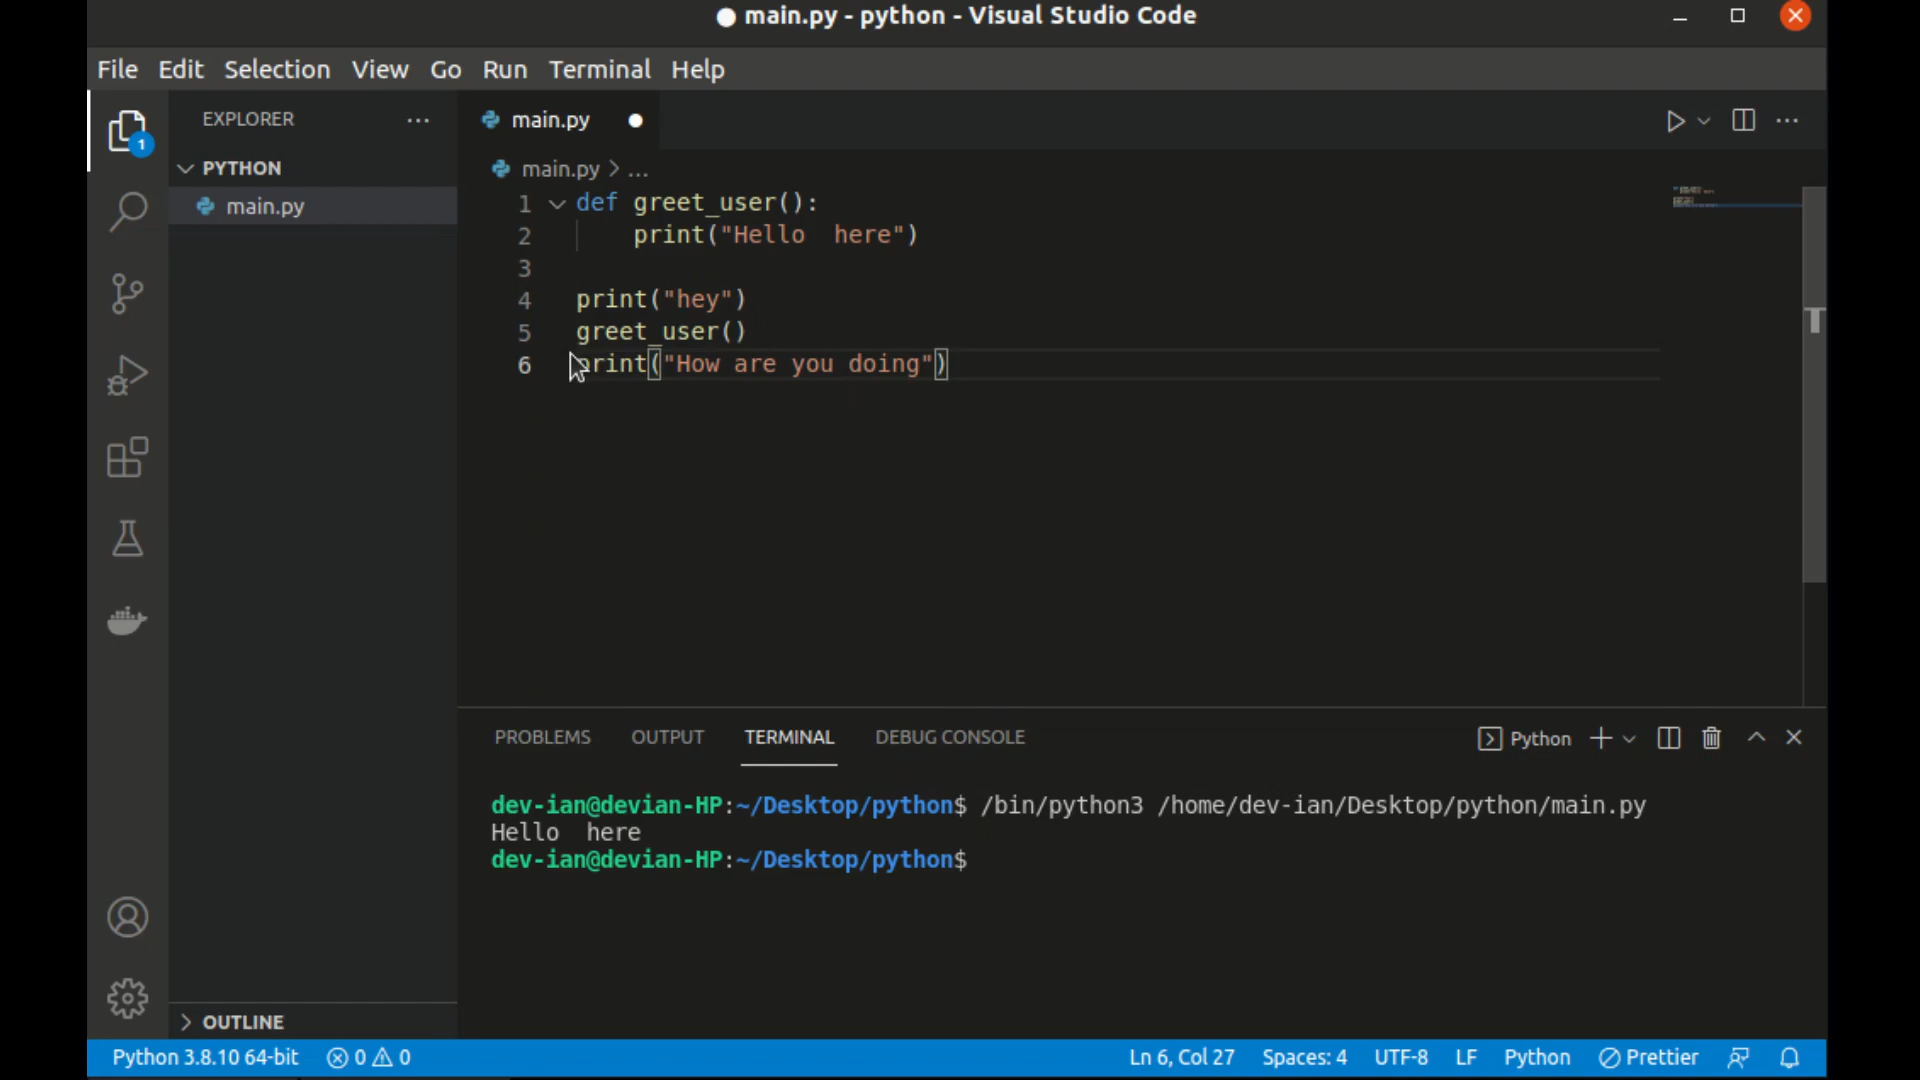 ● main.py - python - Visual Studio Code
File Edit Selection View Go Run Terminal Help
EXPLORER ...
main.py ●
PYTHON
main.py
1
main.py > ...
1 def greet_user():
2     print("Hello  here")
3
4 print("hey")
5 greet_user()
6 print("How are you doing")
PROBLEMS OUTPUT TERMINAL DEBUG CONSOLE
Python
dev-ian@devian-HP:~/Desktop/python$ /bin/python3 /home/dev-ian/Desktop/python/main.py
Hello  here
dev-ian@devian-HP:~/Desktop/python$
OUTLINE
Python 3.8.10 64-bit 0 0 Ln 6, Col 27 Spaces: 4 UTF-8 LF Python Prettier